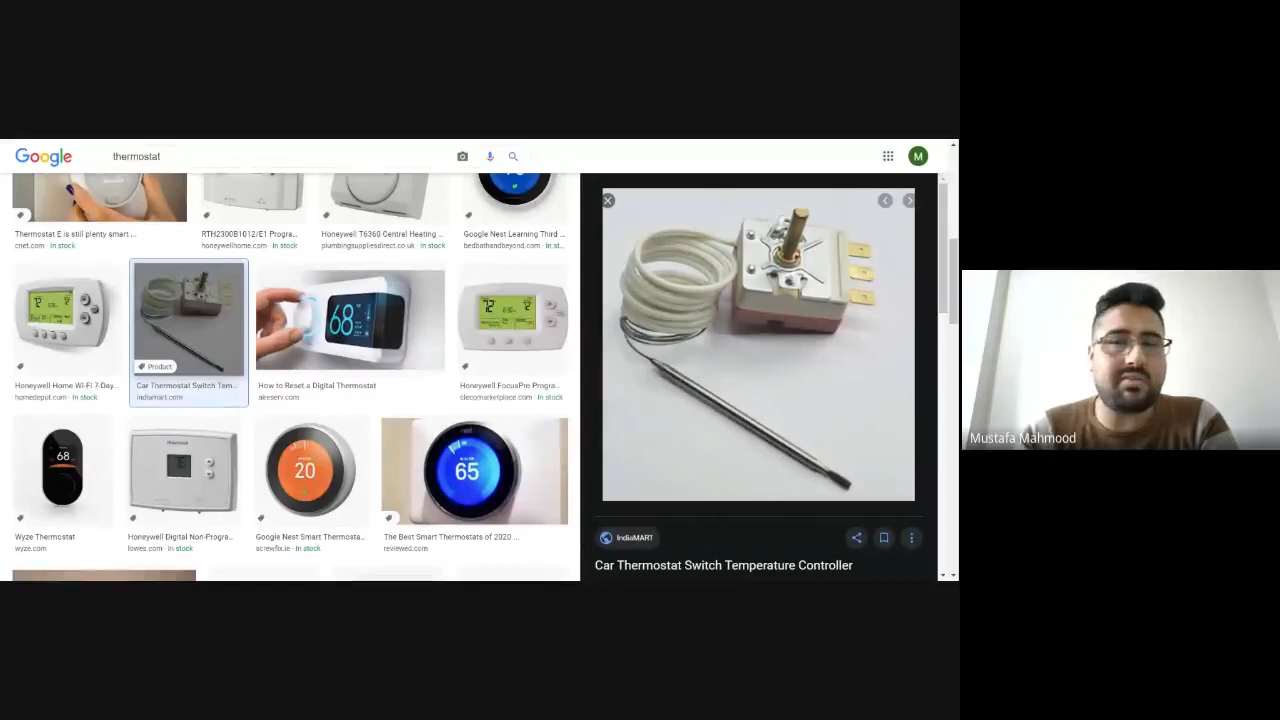 Google
thermostat
M
Thermostat E is still plenty smart ...
cnet.com · In stock
RTH2300B1012/E1 Progra...
honeywellhome.com · In stock
Honeywell T6360 Central Heating ...
plumbingsuppliesdirect.co.uk · In stock
Google Nest Learning Third ...
bedbathandbeyond.com · In st...
72
72
68
72
Product
Honeywell Home Wi-Fi 7-Day...
homedepot.com · In stock
Car Thermostat Switch Tem...
indiamart.com
How to Reset a Digital Thermostat
aireserv.com
Honeywell FocusPro Progra...
cleopmarketplace.com · In stock
68
Honeywell
20
nest
65
Wyze Thermostat
wyze.com
Honeywell Digital Non-Progra...
lowes.com · In stock
Google Nest Smart Thermosta...
screwfix.ie · In stock
The Best Smart Thermostats of 2020 ...
reviewed.com
IndiaMART
Car Thermostat Switch Temperature Controller
Mustafa Mahmood